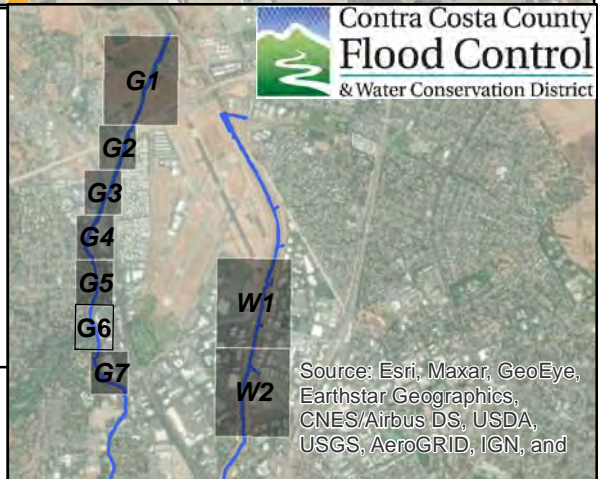 Contra Costa County
Flood Control
& Water Conservation District
G1
G2
G3
G4
G5
G6
G7
W1
W2
Source: Esri, Maxar, GeoEye,
Earthstar Geographics,
CNES/Airbus DS, USDA,
USGS, AeroGRID, IGN, and